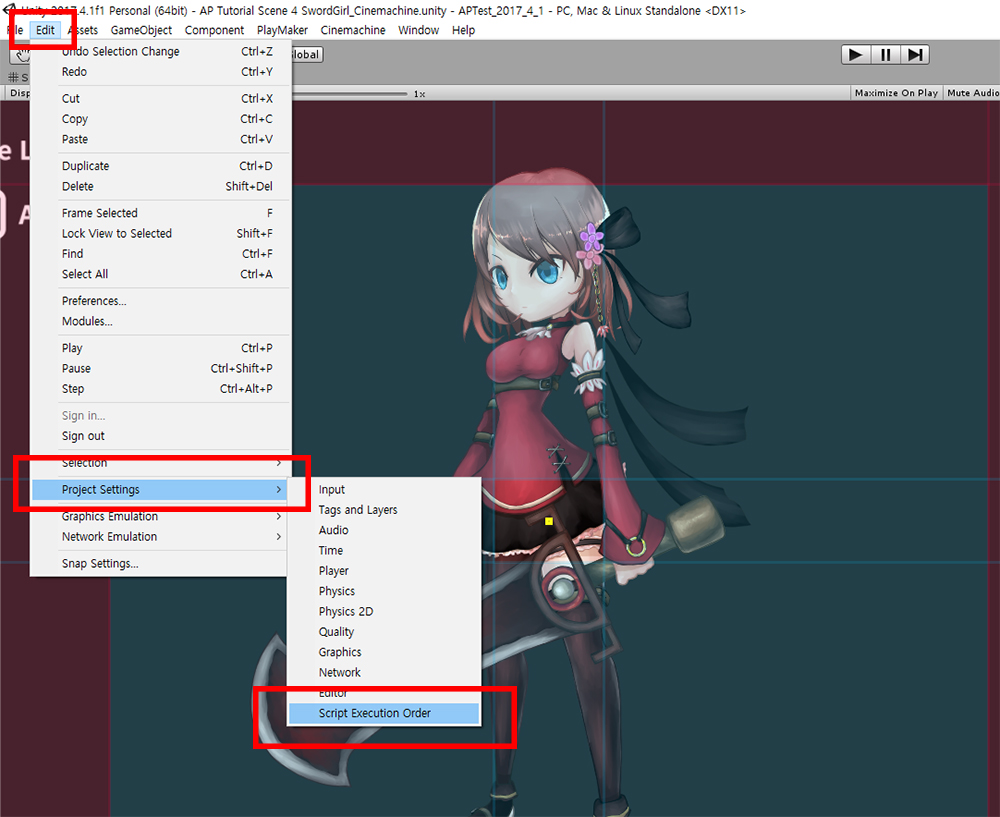 Unity 2017.4.1f1 Personal (64bit) - AP Tutorial Scene 4 SwordGirl_Cinemachine.unity - APTest_2017_4_1 - PC, Mac & Linux Standalone <DX11>
Edit Assets GameObject Component PlayMaker Cinemachine Window Help
Undo Selection Change Ctrl+Z
Redo Ctrl+Y
Cut Ctrl+X
Copy Ctrl+C
Paste Ctrl+V
Duplicate Ctrl+D
Delete Shift+Del
Frame Selected F
Lock View to Selected Shift+F
Find Ctrl+F
Select All Ctrl+A
Preferences...
Modules...
Play Ctrl+P
Pause Ctrl+Shift+P
Step Ctrl+Alt+P
Sign in...
Sign out
Selection >
Project Settings >
Graphics Emulation >
Network Emulation >
Snap Settings...
Input
Tags and Layers
Audio
Time
Player
Physics
Physics 2D
Quality
Graphics
Network
Editor
Script Execution Order
1x
Maximize On Play Mute Audio